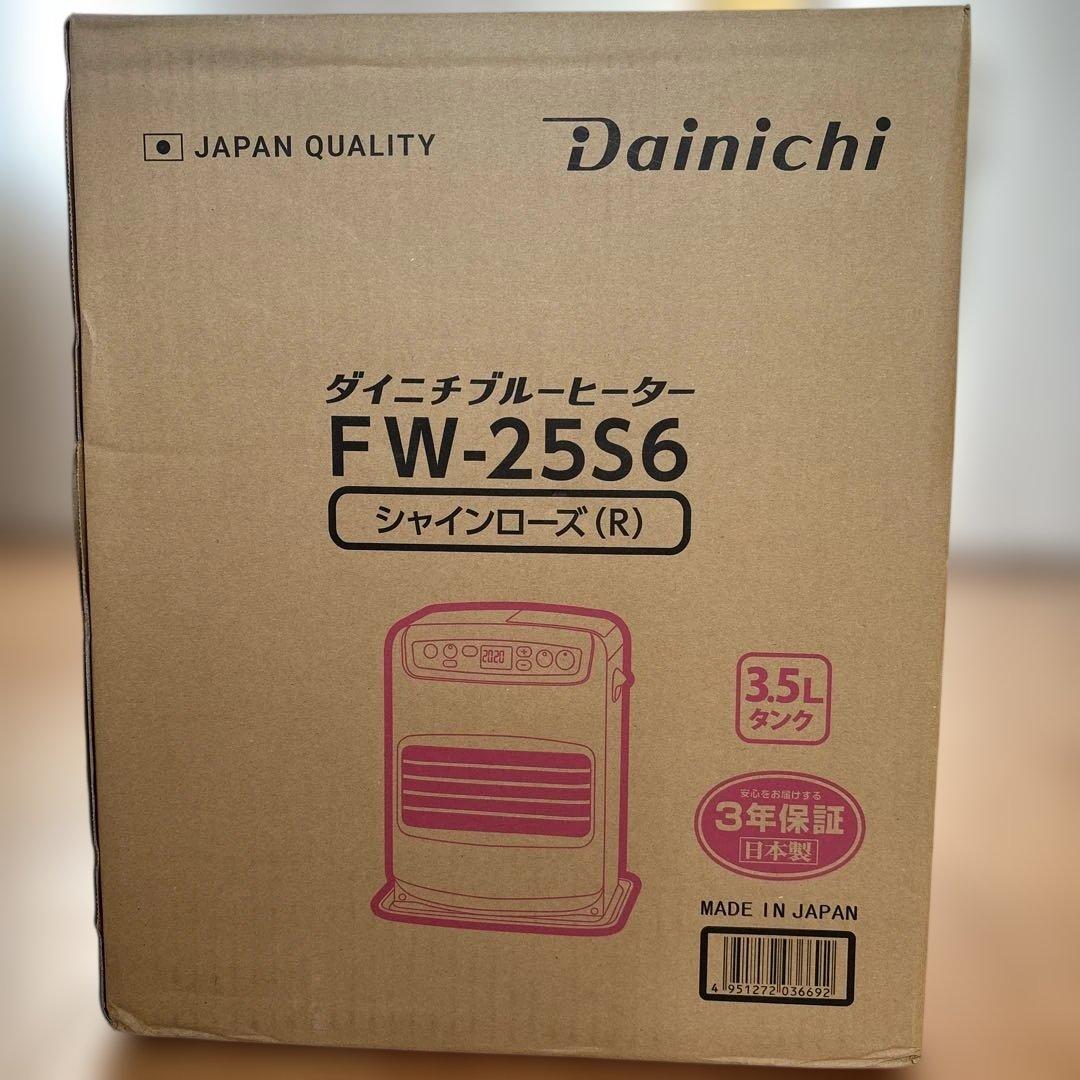 JAPAN QUALITY
Dainichi
ダイニチブルーヒーター
FW-25S6
シャインローズ(R)
2020
3.5L
タンク
安心をお届けする
3年保証
日本製
MADE IN JAPAN
4 951272 036692